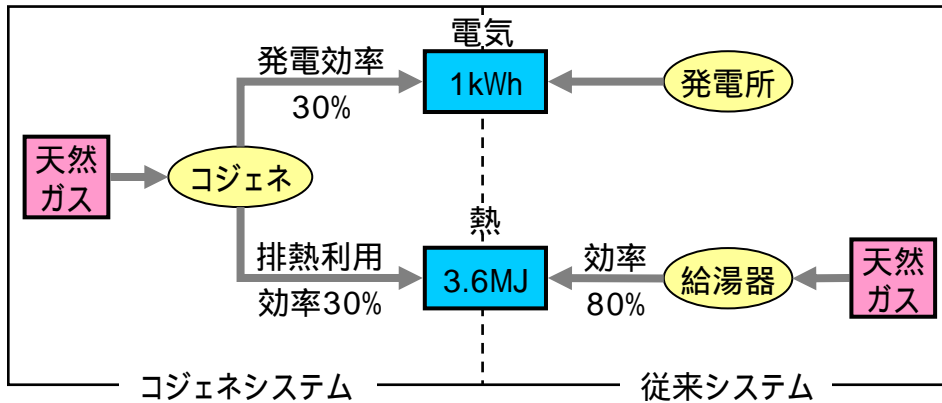 電気
発電効率
30%
1kWh
発電所
天然
ガス
コジェネ
熱
排熱利用
効率30%
3.6MJ
効率
80%
給湯器
天然
ガス
コジェネシステム
従来システム